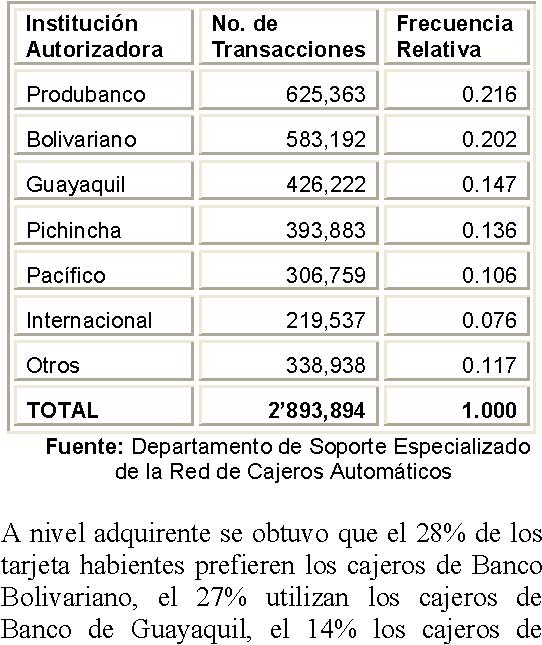 Institución Autorizadora No. de Transacciones Frecuencia Relativa
Produbanco 625,363 0.216
Bolivariano 583,192 0.202
Guayaquil 426,222 0.147
Pichincha 393,883 0.136
Pacífico 306,759 0.106
Internacional 219,537 0.076
Otros 338,938 0.117
TOTAL 2’893,894 1.000
Fuente: Departamento de Soporte Especializado
de la Red de Cajeros Automáticos
A nivel adquirente se obtuvo que el 28% de los
tarjeta habientes prefieren los cajeros de Banco
Bolivariano, el 27% utilizan los cajeros de
Banco de Guayaquil, el 14% los cajeros de